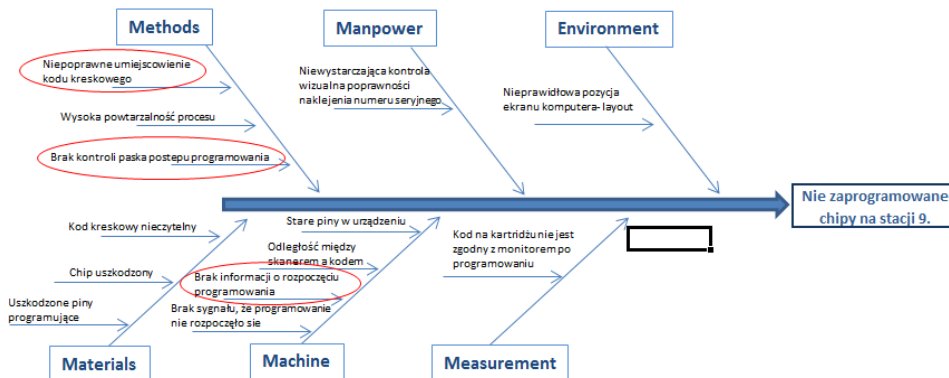 Methods
Manpower
Environment
Niepoprawne umiejscowienie
kodu kreskowego
Wysoka powtarzalność procesu
Brak kontroli paska postępu programowania
Niewystarczająca kontrola
wizualna poprawności
naklejenia numeru seryjnego
Nieprawidłowa pozycja
ekranu komputera- layout
Nie zaprogramowane
chipy na stacji 9.
Kod kreskowy nieczytelny
Chip uszkodzony
Uszkodzone piny
programujące
Stare piny w urządzeniu
Odległość między
skanerem a kodem
Brak informacji o rozpoczęciu
programowania
Brak sygnału, że programowanie
nie rozpoczęło sie
Kod na kartridżu nie jest
zgodny z monitorem po
programowaniu
Materials
Machine
Measurement